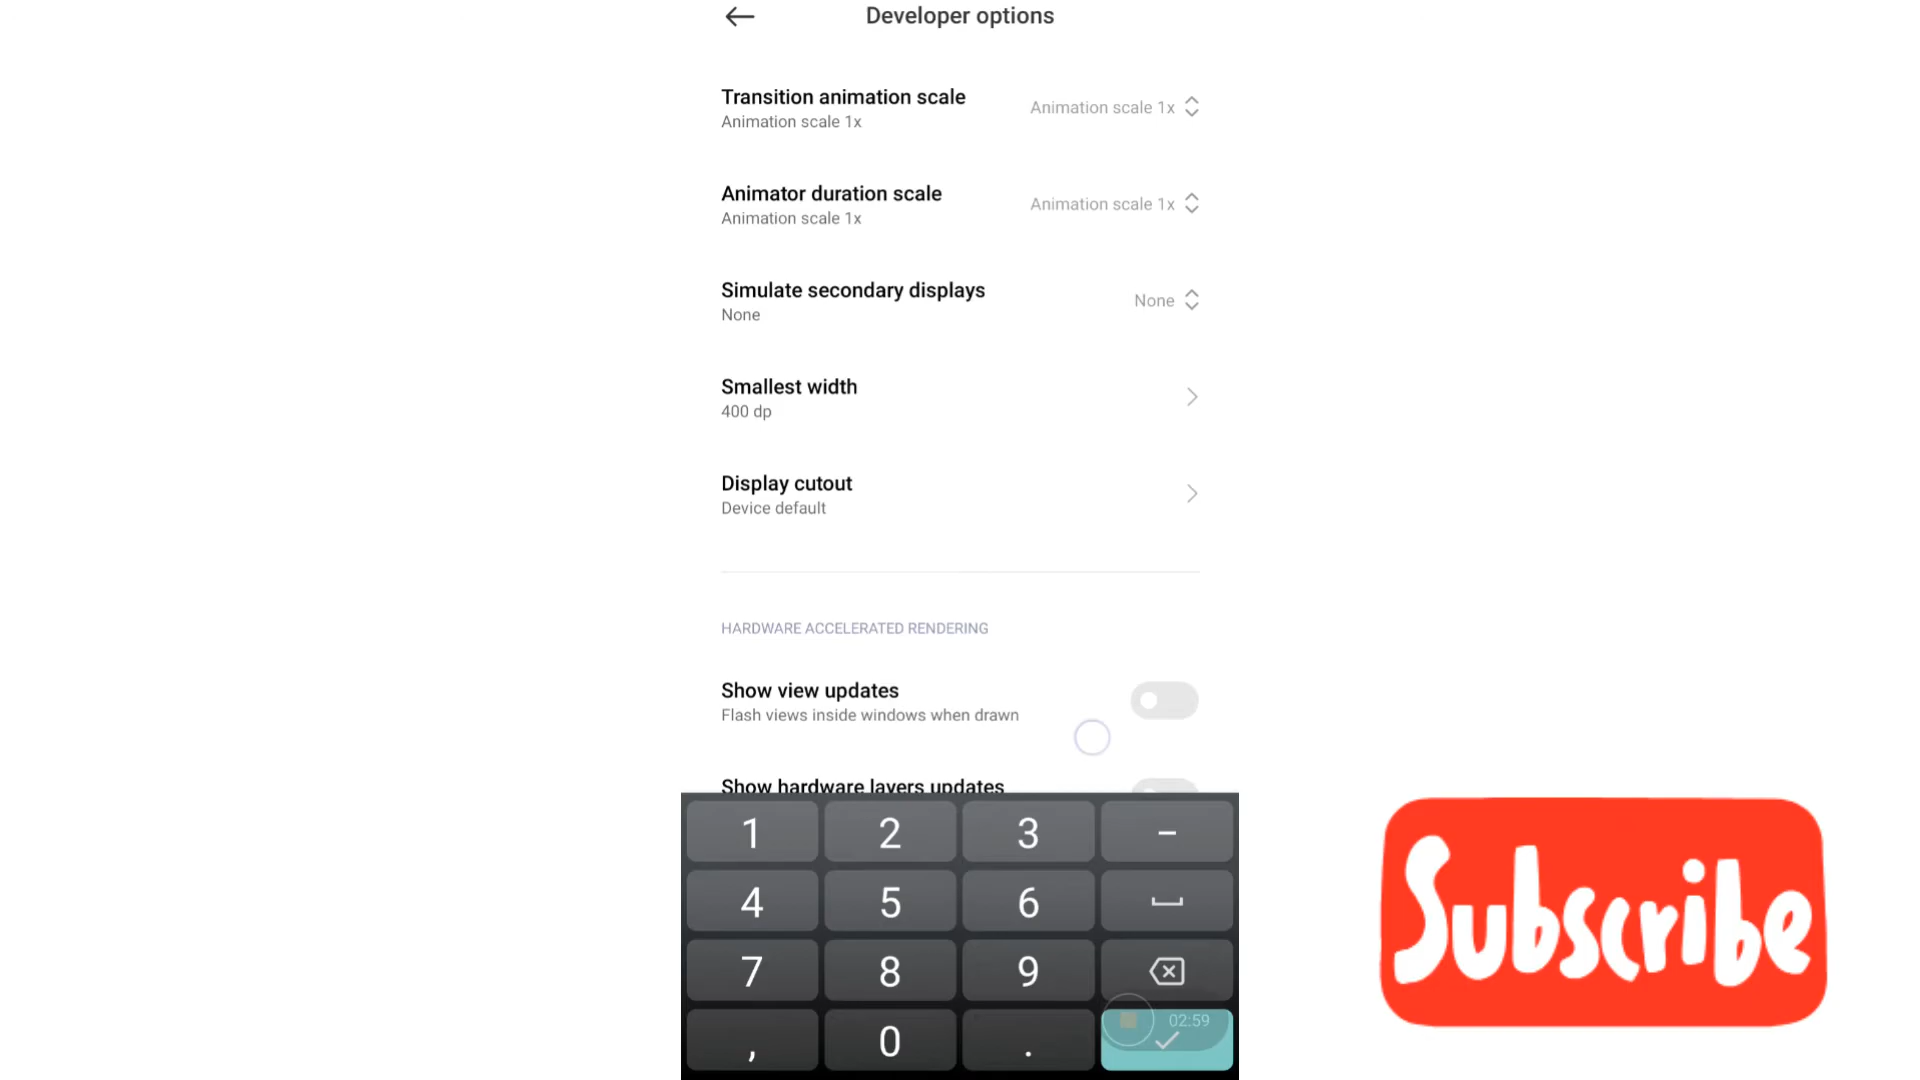 Developer options
Transition animation scale
Animation scale 1x
Animation scale 1x
Animator duration scale
Animation scale 1x
Animation scale 1x
Simulate secondary displays
None
None
Smallest width
400 dp
Display cutout
Device default
HARDWARE ACCELERATED RENDERING
Show view updates
Flash views inside windows when drawn
Show hardware layers updates
1 2 3 -
4 5 6
7 8 9
02:59
, 0 .
Subscribe